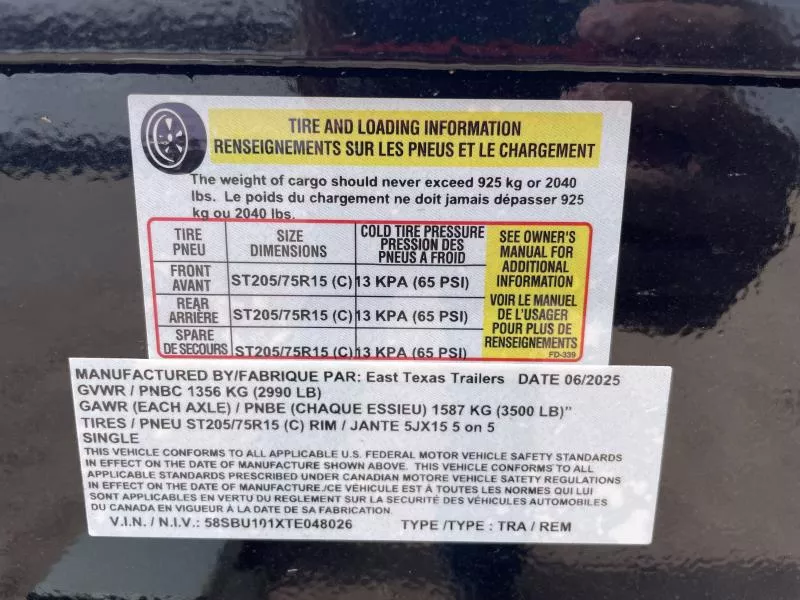 TIRE AND LOADING INFORMATION
RENSEIGNEMENTS SUR LES PNEUS ET LE CHARGEMENT
The weight of cargo should never exceed 925 kg or 2040
lbs. Le poids du chargement ne doit jamais dépasser 925
kg ou 2040 lbs.
TIRE
PNEU
SIZE
DIMENSIONS
COLD TIRE PRESSURE
PRESSION DES
PNEUS A FROID
SEE OWNER'S
MANUAL FOR
ADDITIONAL
INFORMATION
VOIR LE MANUEL
DE L'USAGER
POUR PLUS DE
RENSEIGNEMENTS
FD-339
FRONT
AVANT
ST205/75R15 (C)
13 KPA (65 PSI)
REAR
ARRIÈRE
ST205/75R15 (C)
13 KPA (65 PSI)
SPARE
DE SECOURS
ST205/75R15 (C)
13 KPA (65 PSI)
MANUFACTURED BY/FABRIQUE PAR: East Texas Trailers DATE 06/2025
GVWR / PNBC 1356 KG (2990 LB)
GAWR (EACH AXLE) / PNBE (CHAQUE ESSIEU) 1587 KG (3500 LB)"
TIRES / PNEU ST205/75R15 (C) RIM / JANTE 5JX15 5 on 5
SINGLE
THIS VEHICLE CONFORMS TO ALL APPLICABLE U.S. FEDERAL MOTOR VEHICLE SAFETY STANDARDS
IN EFFECT ON THE DATE OF MANUFACTURE SHOWN ABOVE. THIS VEHICLE CONFORMS TO ALL
APPLICABLE STANDARDS PRESCRIBED UNDER CANADIAN MOTORE VEHICLE SAFETY REGULATIONS
IN EFFECT ON THE DATE OF MANUFACTURE./CE VÉHICULE EST À TOUTES LES NORMES QUI LUI
SONT APPLICABLES EN VERTU DU REGLEMENT SUR LA SECURITÉ DES VÉHICULES AUTOMOBILES
DU CANADA EN VIGUEUR À LA DATE DE SA FABRICATION.
V.I.N. / N.I.V.: 58SBU101XTE048026 TYPE /TYPE : TRA / REM